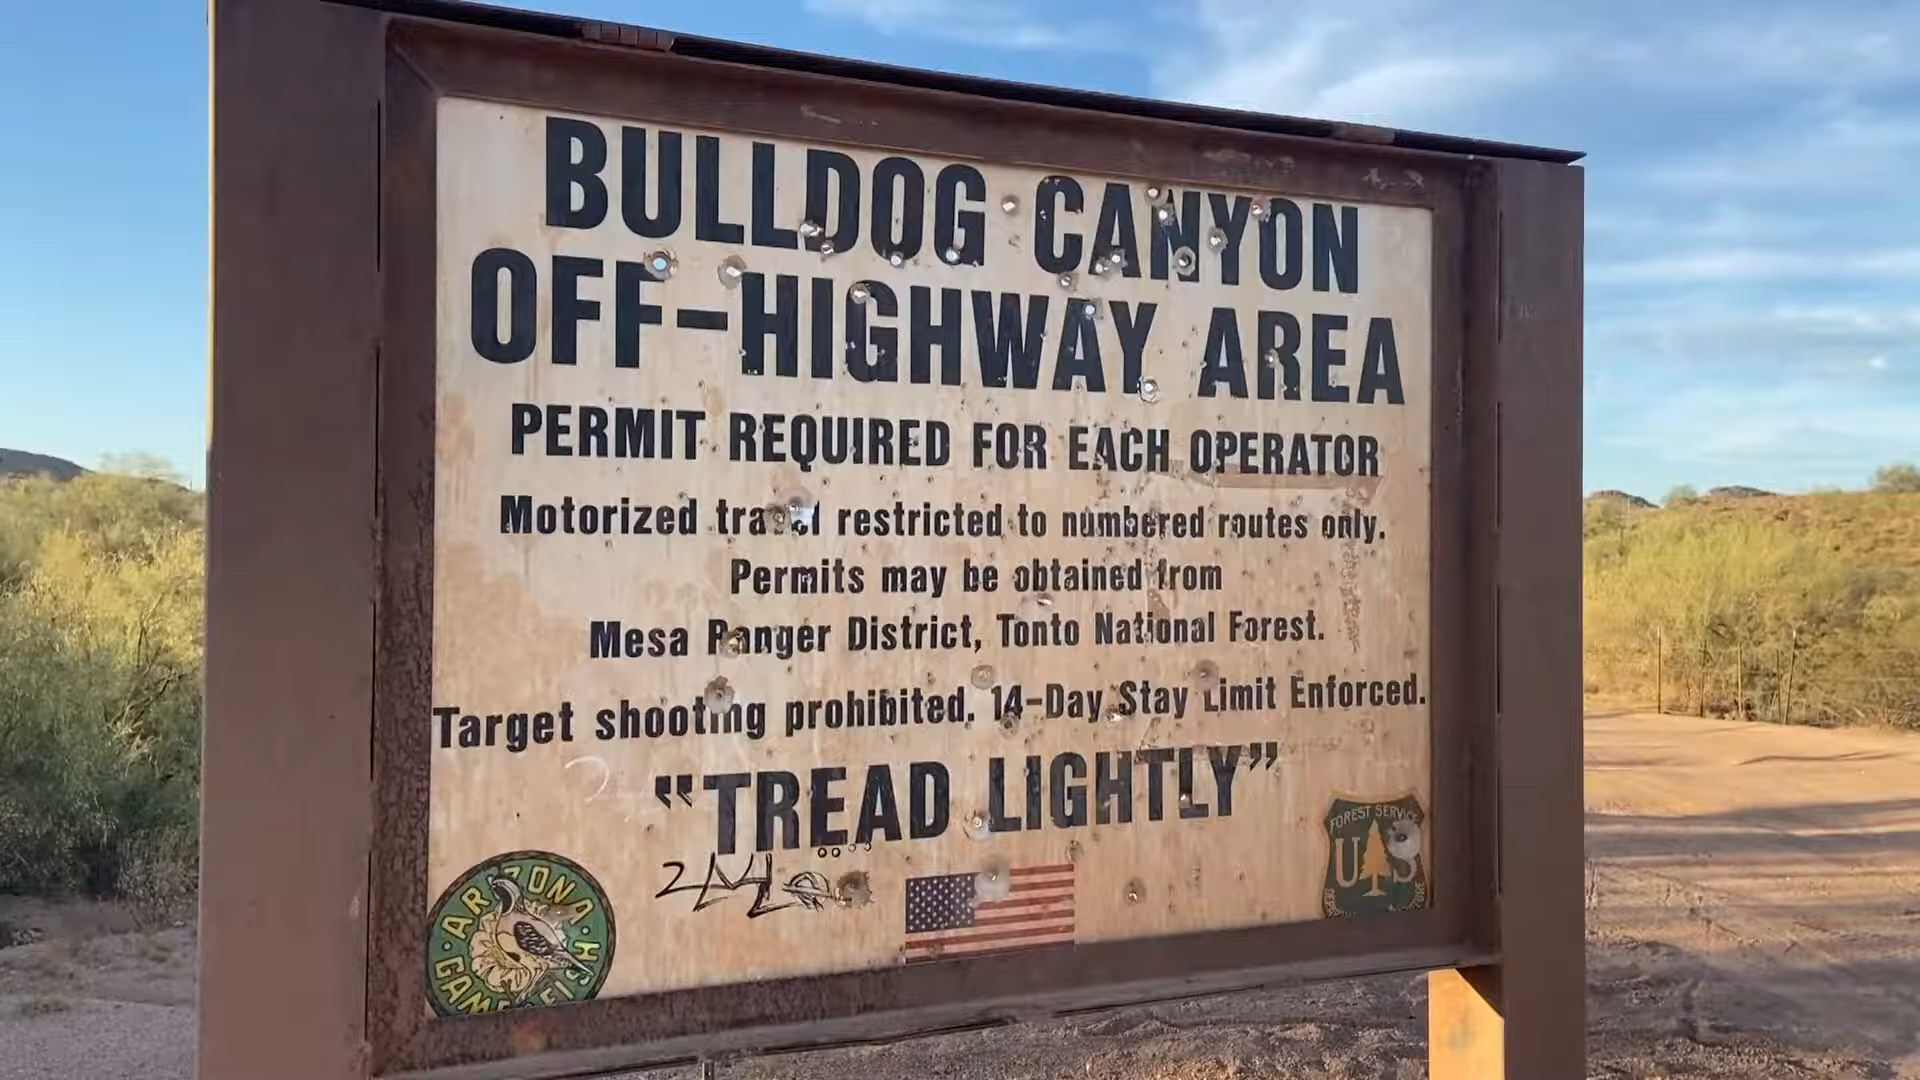 BULLDOG CANYON
OFF-HIGHWAY AREA
PERMIT REQUIRED FOR EACH OPERATOR
Motorized travel restricted to numbered routes only.
Permits may be obtained from
Mesa Ranger District, Tonto National Forest.
Target shooting prohibited. 14-Day Stay Limit Enforced.
"TREAD LIGHTLY"
ARIZONA
GAME
FOREST SERVICE
US